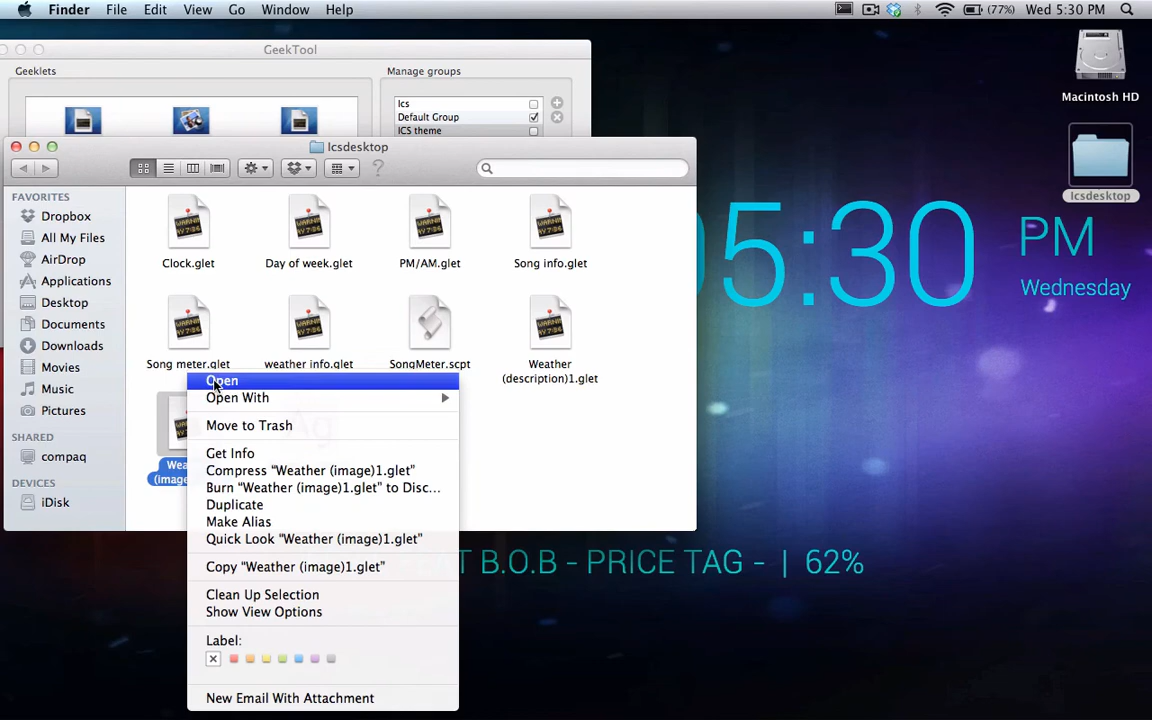 Finder File Edit View Go Window Help (77%) Wed 5:30 PM
GeekTool
Geeklets
Manage groups
Ics
Default Group
ICS theme
Macintosh HD
Icsdesktop
Icsdesktop
FAVORITES
Dropbox
All My Files
AirDrop
Applications
Desktop
Documents
Downloads
Movies
Music
Pictures
SHARED
compaq
DEVICES
iDisk
Clock.glet
Day of week.glet
PM/AM.glet
Song info.glet
Song meter.glet
weather info.glet
SongMeter.scpt
Weather
(description)1.glet
Open
Open With
Move to Trash
Get Info
Compress “Weather (image)1.glet”
Burn “Weather (image)1.glet” to Disc…
Duplicate
Make Alias
Quick Look “Weather (image)1.glet”
Copy “Weather (image)1.glet”
Clean Up Selection
Show View Options
Label:
New Email With Attachment
05:30
PM
Wednesday
B.O.B - PRICE TAG - | 62%